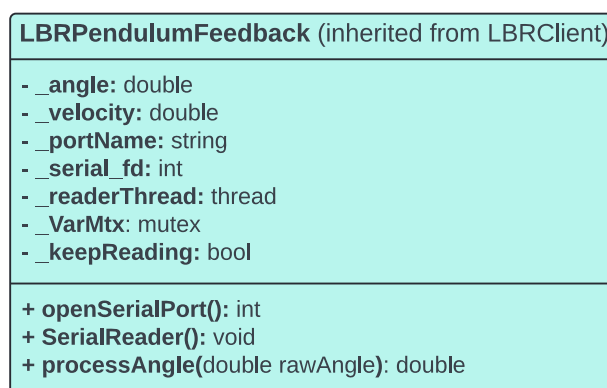 LBRPendulumFeedback (inherited from LBRClient)
- _angle: double
- _velocity: double
- _portName: string
- _serial_fd: int
- _readerThread: thread
- _VarMtx: mutex
- _keepReading: bool
+ openSerialPort(): int
+ SerialReader(): void
+ processAngle(double rawAngle): double